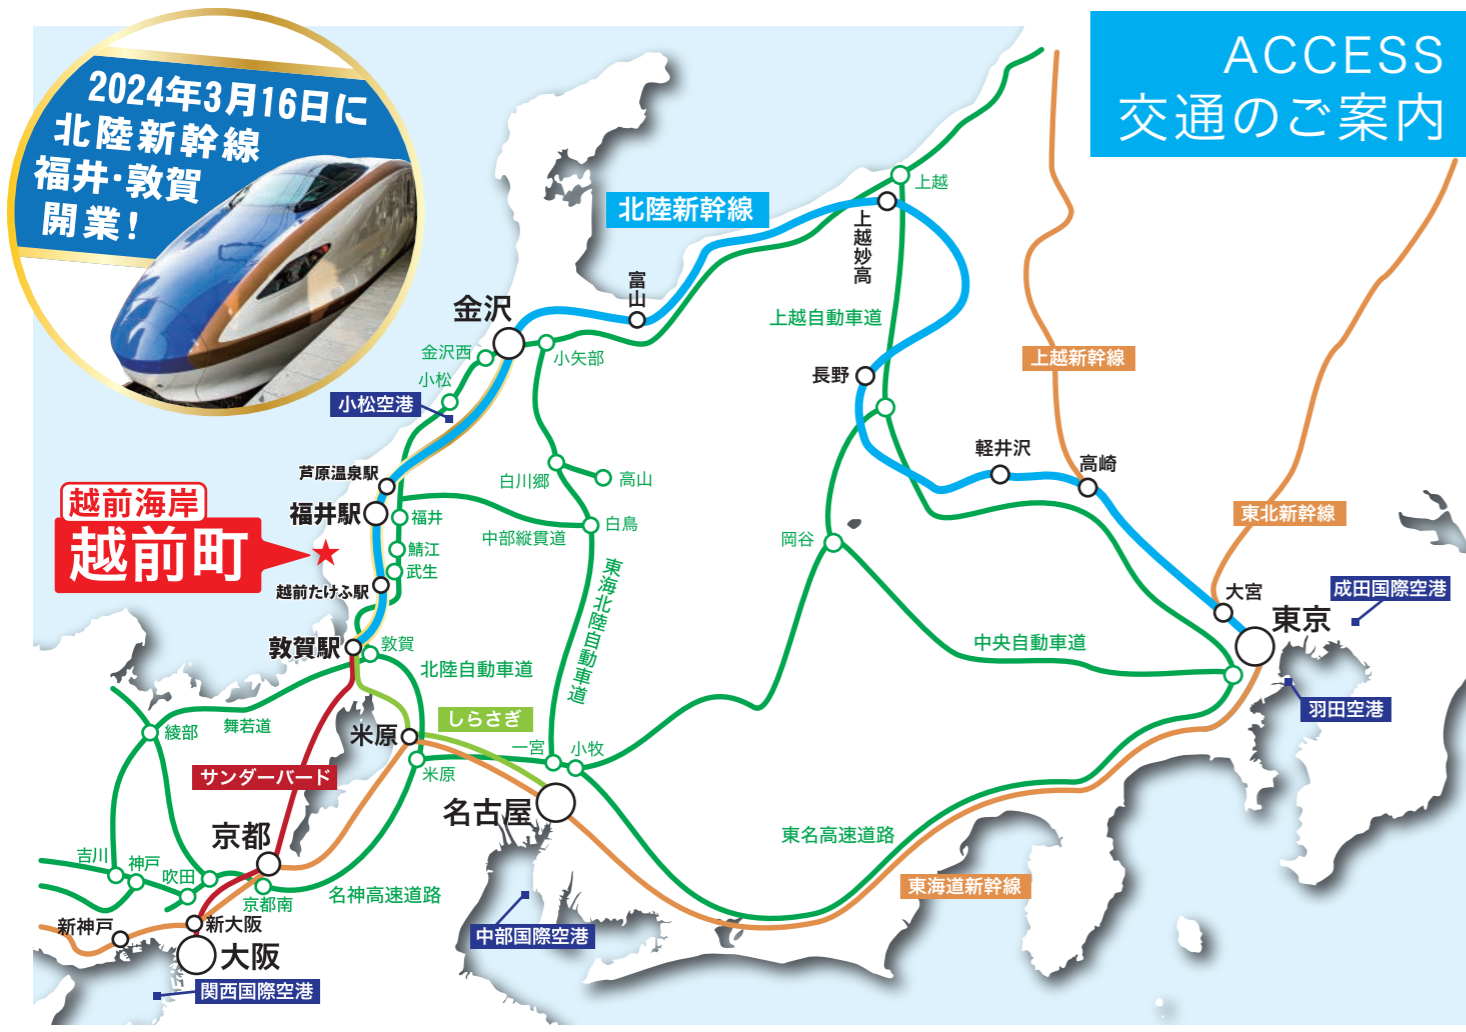 2024年3月16日に
北陸新幹線
福井・敦賀
開業！
ACCESS
交通のご案内
上越
北陸新幹線
上越妙高
富山
金沢
上越自動車道
金沢西
小矢部
上越新幹線
小松
長野
小松空港
軽井沢
高崎
芦原温泉駅
白川郷
高山
越前海岸
越前町
福井駅
福井
中部縦貫道
白鳥
東北新幹線
鯖江
岡谷
武生
越前たけふ駅
東海北陸自動車道
大宮
成田国際空港
東京
敦賀駅
敦賀
北陸自動車道
中央自動車道
羽田空港
舞若道
綾部
しらさぎ
米原
一宮
小牧
米原
サンダーバード
名古屋
京都
東名高速道路
吉川
神戸
吹田
京都南
名神高速道路
東海道新幹線
新神戸
新大阪
中部国際空港
大阪
関西国際空港